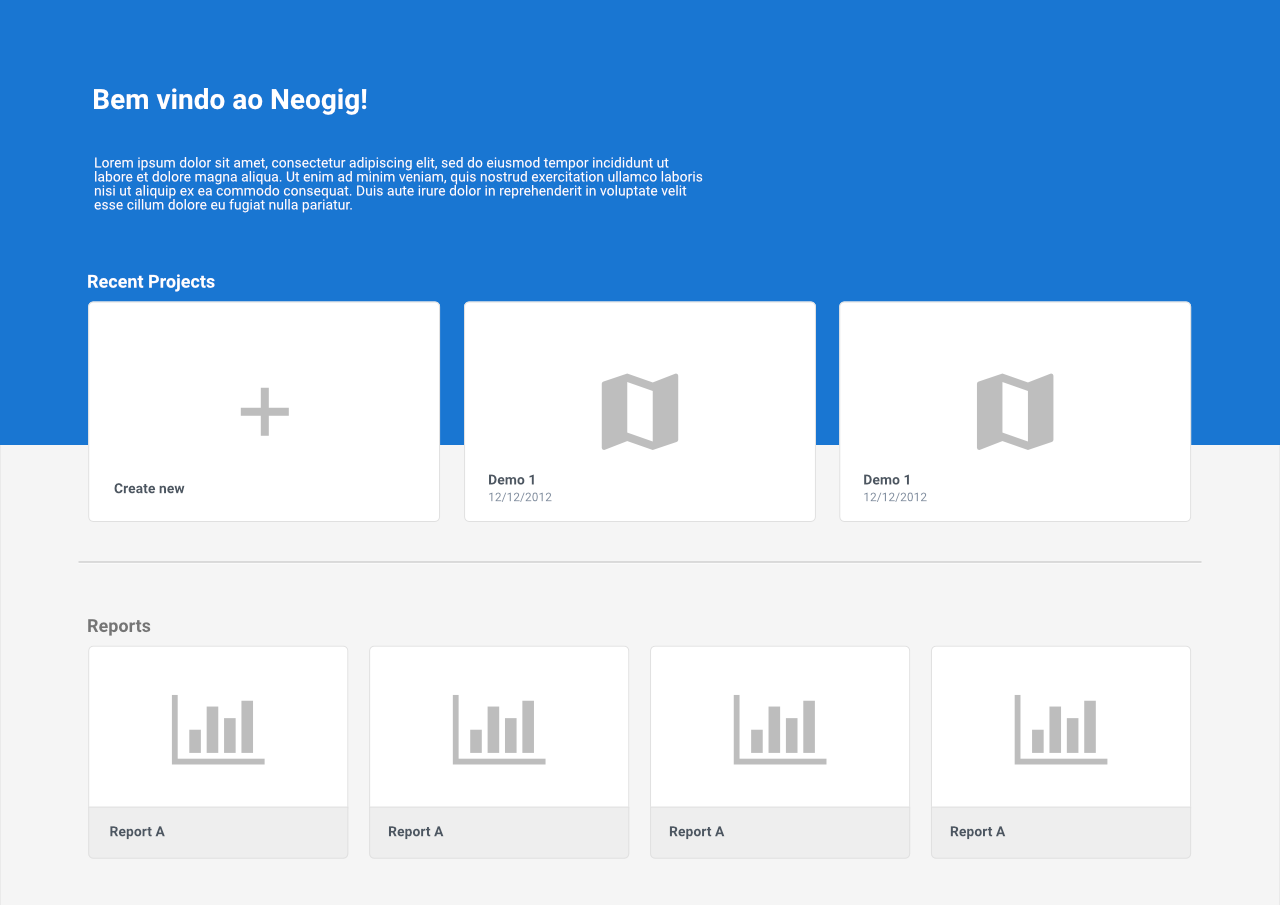 Bem vindo ao Neogig!
Lorem ipsum dolor sit amet, consectetur adipiscing elit, sed do eiusmod tempor incididunt ut
labore et dolore magna aliqua. Ut enim ad minim veniam, quis nostrud exercitation ullamco laboris
nisi ut aliquip ex ea commodo consequat. Duis aute irure dolor in reprehenderit in voluptate velit
esse cillum dolore eu fugiat nulla pariatur.
Recent Projects
Create new
Demo 1
12/12/2012
Demo 1
12/12/2012
Reports
Report A
Report A
Report A
Report A